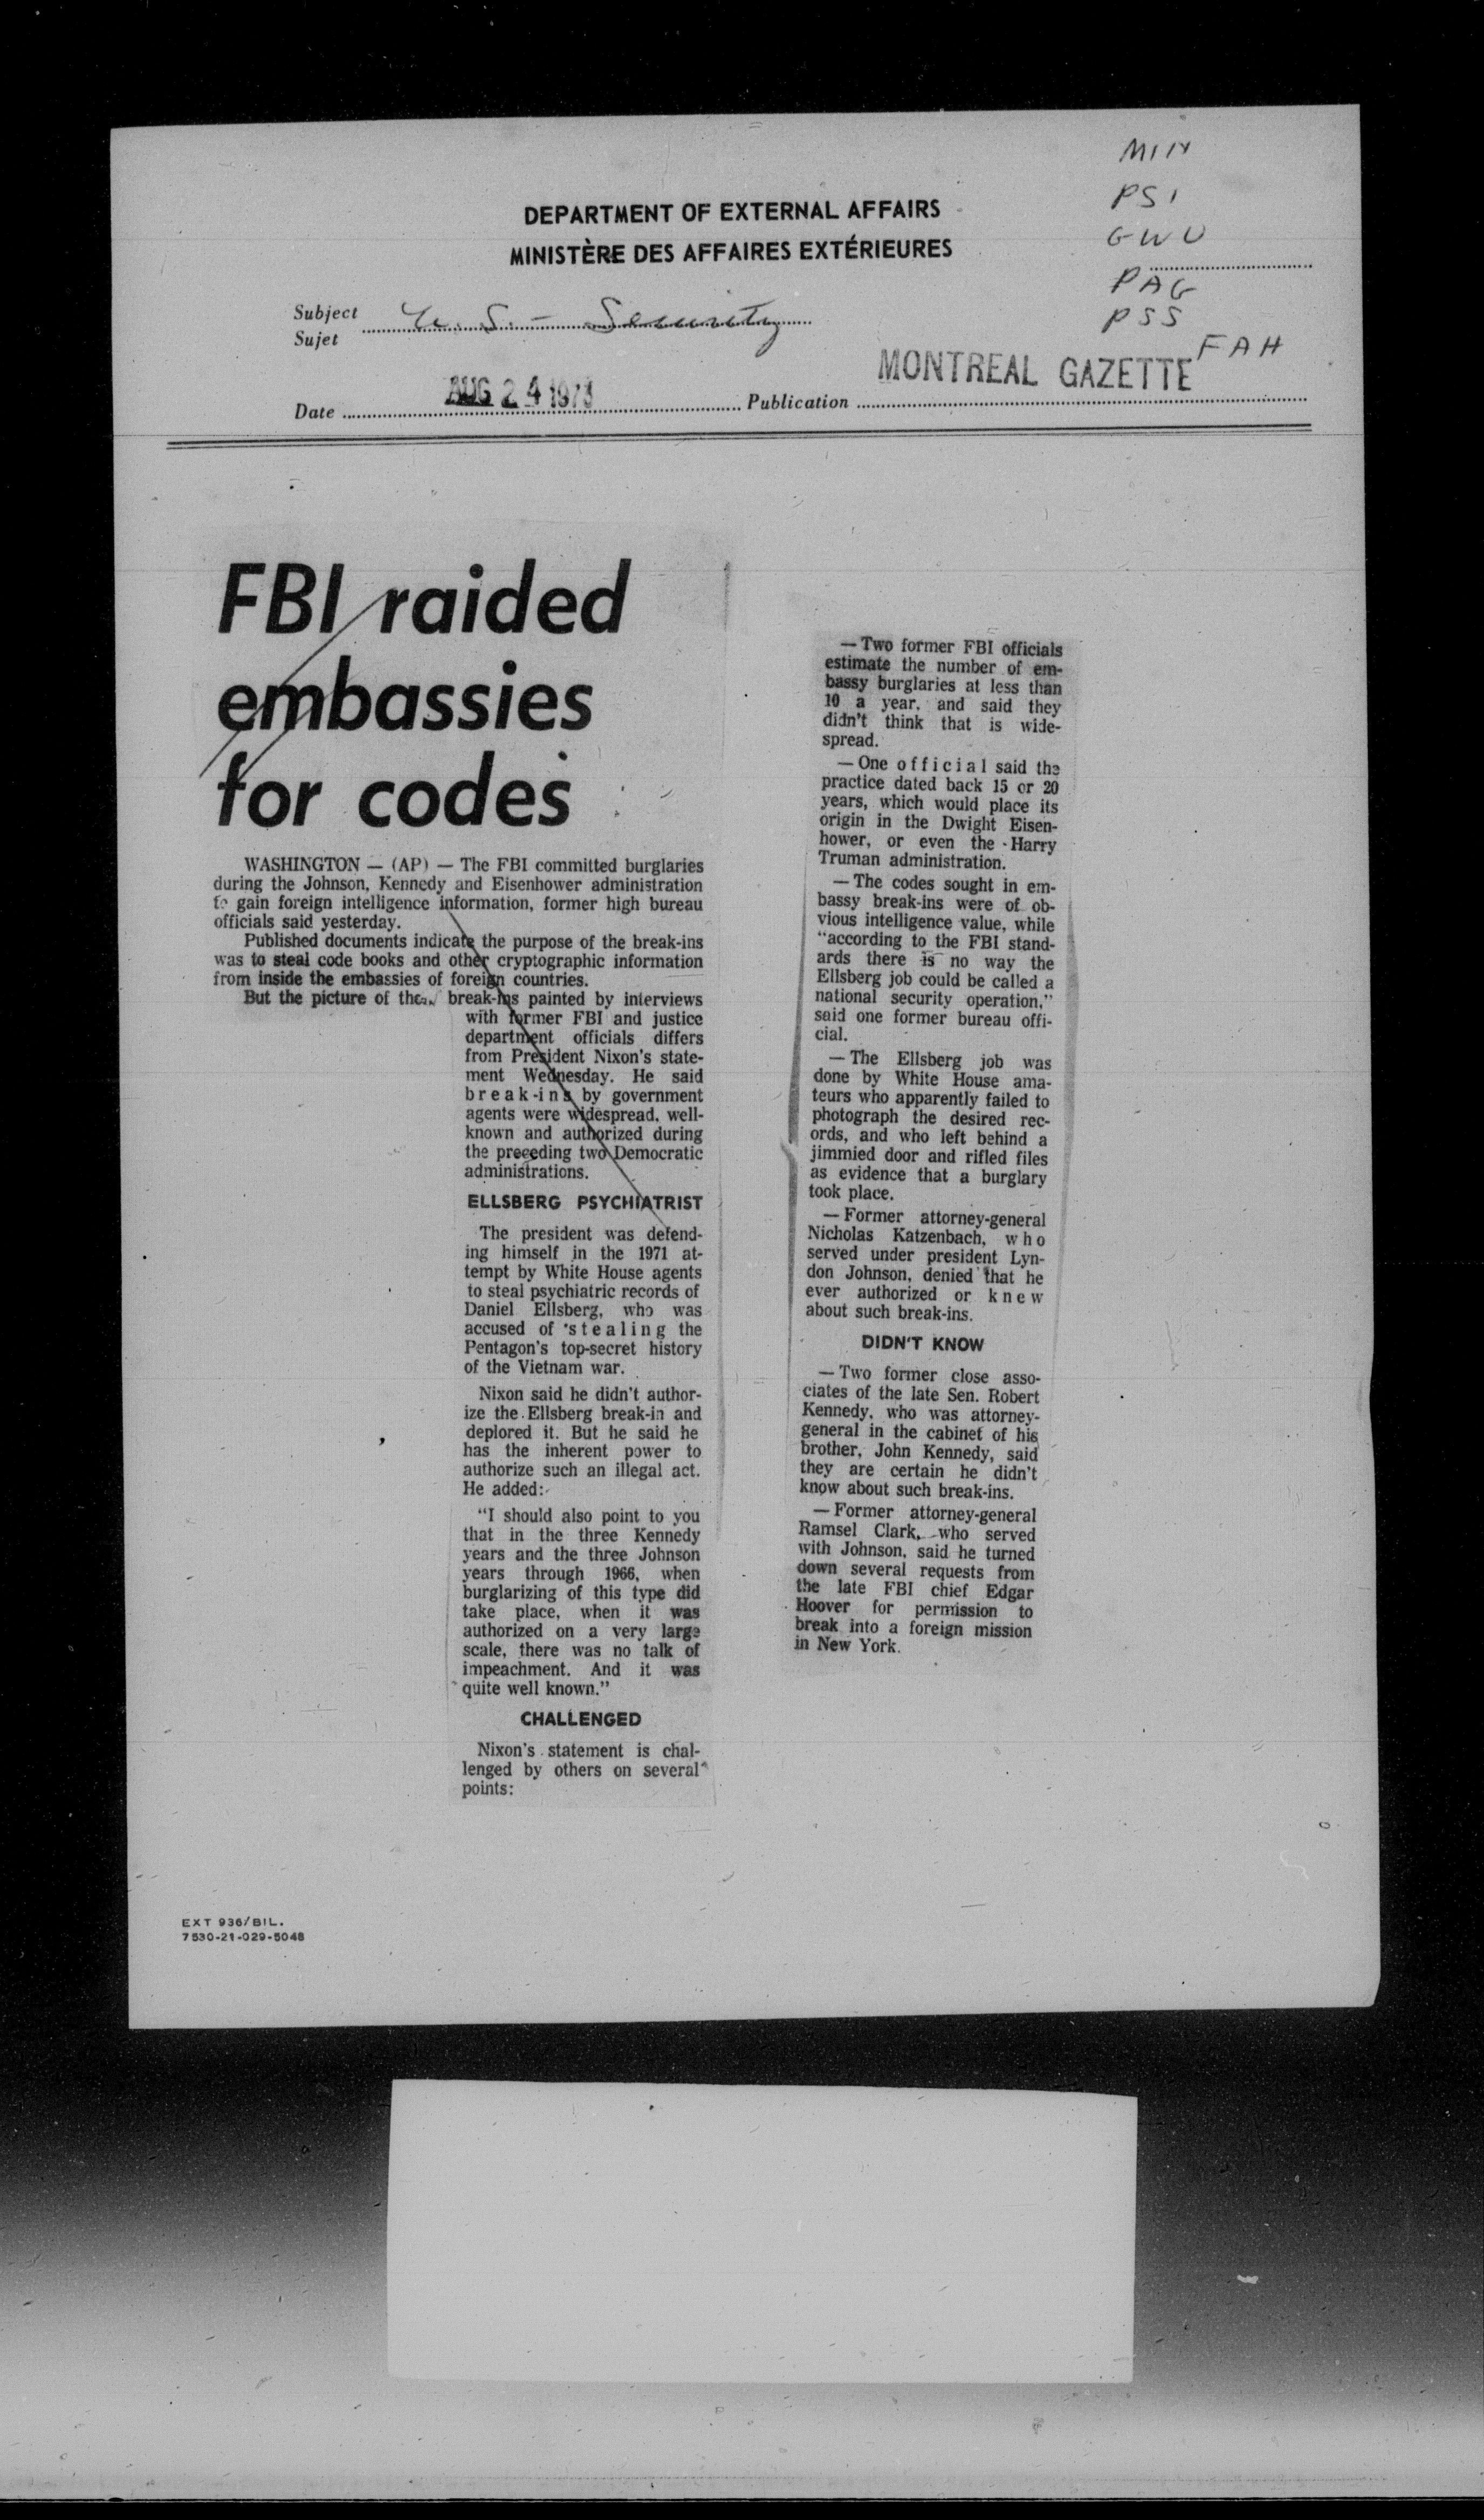 MIN
PSI
GWU
PAG
PSS
FAH
DEPARTMENT OF EXTERNAL AFFAIRS
MINISTÈRE DES AFFAIRES EXTÉRIEURES
Subject
Sujet
U.S. - Security
Date AUG 24 1973 Publication MONTREAL GAZETTE
FBI raided
embassies
for codes
WASHINGTON — (AP) — The FBI committed burglaries
during the Johnson, Kennedy and Eisenhower administration
to gain foreign intelligence information, former high bureau
officials said yesterday.
Published documents indicate the purpose of the break-ins
was to steal code books and other cryptographic information
from inside the embassies of foreign countries.
But the picture of the break-ins painted by interviews
with former FBI and justice
department officials differs
from President Nixon's state-
ment Wednesday. He said
break-ins by government
agents were widespread, well-
known and authorized during
the preceding two Democratic
administrations.
ELLSBERG PSYCHIATRIST
The president was defend-
ing himself in the 1971 at-
tempt by White House agents
to steal psychiatric records of
Daniel Ellsberg, who was
accused of stealing the
Pentagon's top-secret history
of the Vietnam war.
Nixon said he didn't author-
ize the Ellsberg break-in and
deplored it. But he said he
has the inherent power to
authorize such an illegal act.
He added:
"I should also point to you
that in the three Kennedy
years and the three Johnson
years through 1966, when
burglarizing of this type did
take place, when it was
authorized on a very large
scale, there was no talk of
impeachment. And it was
quite well known."
CHALLENGED
Nixon's statement is chal-
lenged by others on several
points:
— Two former FBI officials
estimate the number of em-
bassy burglaries at less than
10 a year, and said they
didn't think that is wide-
spread.
— One official said the
practice dated back 15 or 20
years, which would place its
origin in the Dwight Eisen-
hower, or even the Harry
Truman administration.
— The codes sought in em-
bassy break-ins were of ob-
vious intelligence value, while
"according to the FBI stand-
ards there is no way the
Ellsberg job could be called a
national security operation,"
said one former bureau offi-
cial.
— The Ellsberg job was
done by White House ama-
teurs who apparently failed to
photograph the desired rec-
ords, and who left behind a
jimmied door and rifled files
as evidence that a burglary
took place.
— Former attorney-general
Nicholas Katzenbach, who
served under president Lyn-
don Johnson, denied that he
ever authorized or knew
about such break-ins.
DIDN'T KNOW
— Two former close asso-
ciates of the late Sen. Robert
Kennedy, who was attorney-
general in the cabinet of his
brother, John Kennedy, said
they are certain he didn't
know about such break-ins.
— Former attorney-general
Ramsel Clark, who served
with Johnson, said he turned
down several requests from
the late FBI chief Edgar
Hoover for permission to
break into a foreign mission
in New York.
EXT 936/BIL.
7530-21-029-5048